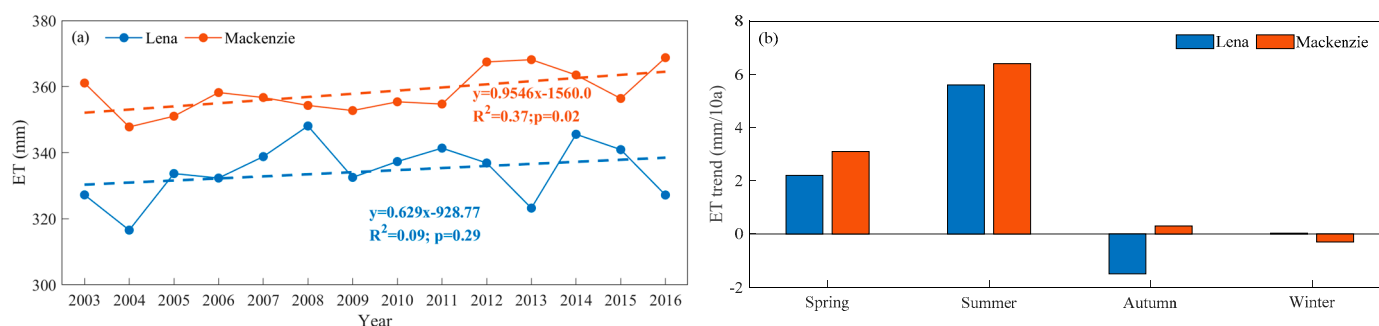 (a) Lena Mackenzie
380
360
340
320
300
ET (mm)
y=0.9546x-1560.0
R²=0.37;p=0.02
y=0.629x-928.77
R²=0.09; p=0.29
2003 2004 2005 2006 2007 2008 2009 2010 2011 2012 2013 2014 2015 2016
Year
(b) Lena Mackenzie
8
6
4
2
0
-2
ET trend (mm/10a)
Spring Summer Autumn Winter